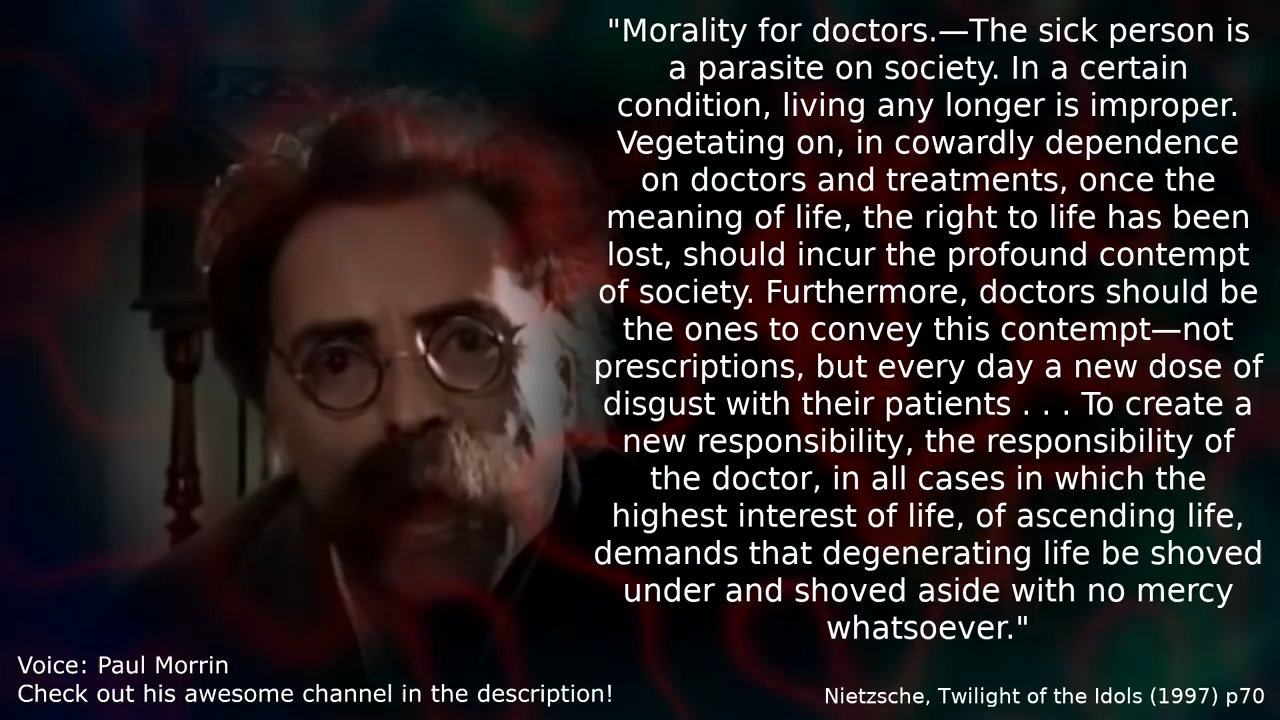 "Morality for doctors.—The sick person is
a parasite on society. In a certain
condition, living any longer is improper.
Vegetating on, in cowardly dependence
on doctors and treatments, once the
meaning of life, the right to life has been
lost, should incur the profound contempt
of society. Furthermore, doctors should be
the ones to convey this contempt—not
prescriptions, but every day a new dose of
disgust with their patients . . . To create a
new responsibility, the responsibility of
the doctor, in all cases in which the
highest interest of life, of ascending life,
demands that degenerating life be shoved
under and shoved aside with no mercy
whatsoever."
Voice: Paul Morrin
Check out his awesome channel in the description!
Nietzsche, Twilight of the Idols (1997) p70